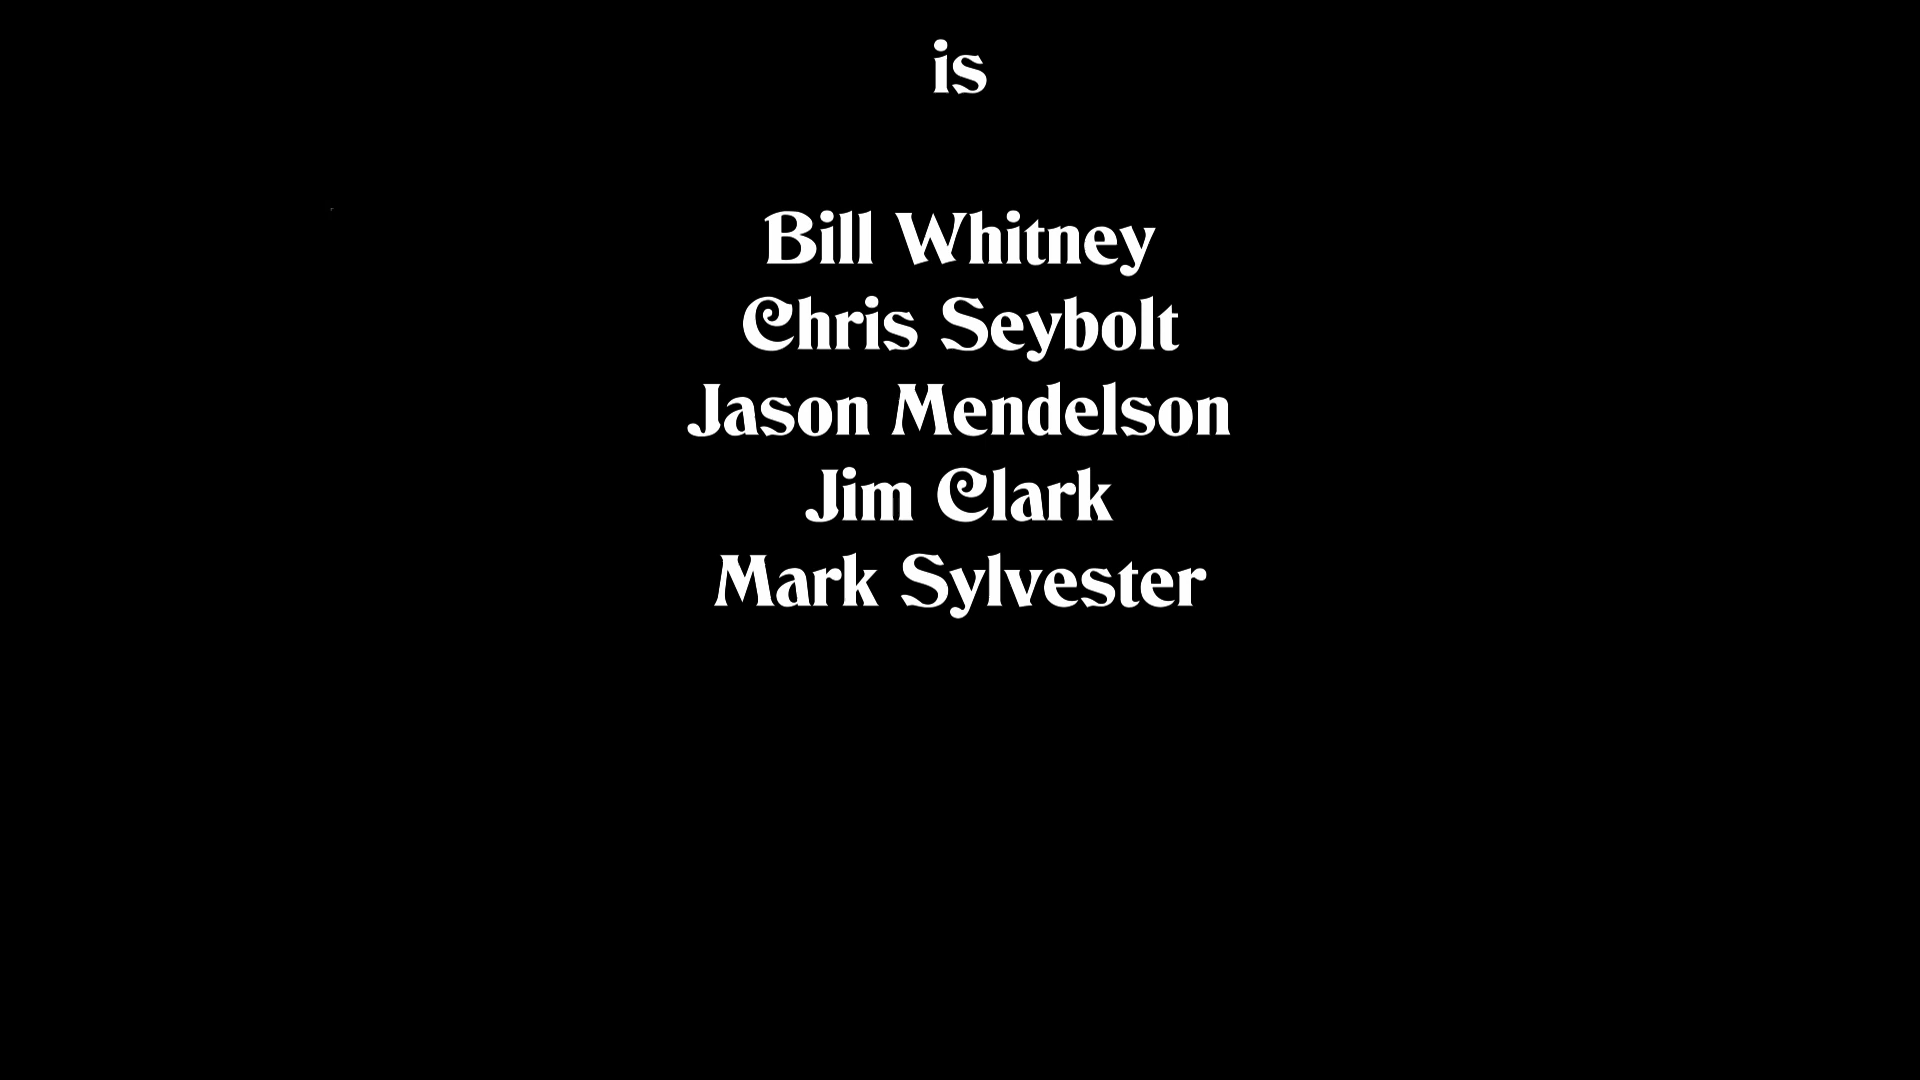 is
Bill Whitney
Chris Seybolt
Jason Mendelson
Jim Clark
Mark Sylvester